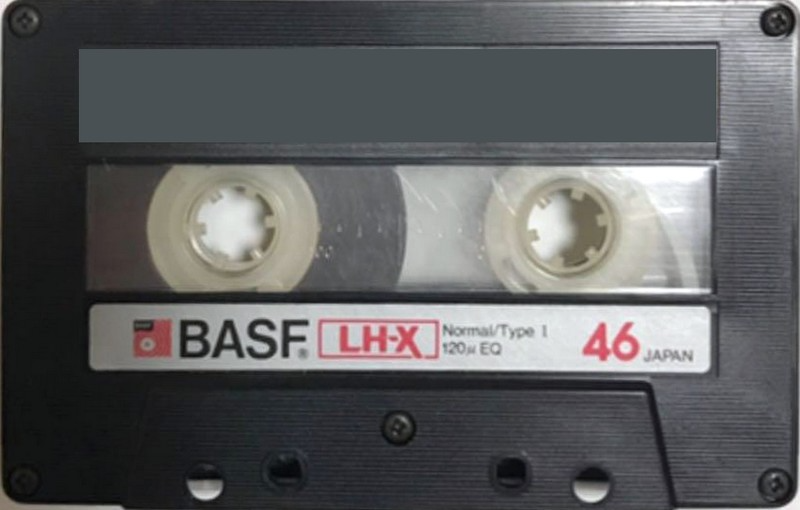 BASF® LH-X Normal/Type I 46 JAPAN
120μ EQ